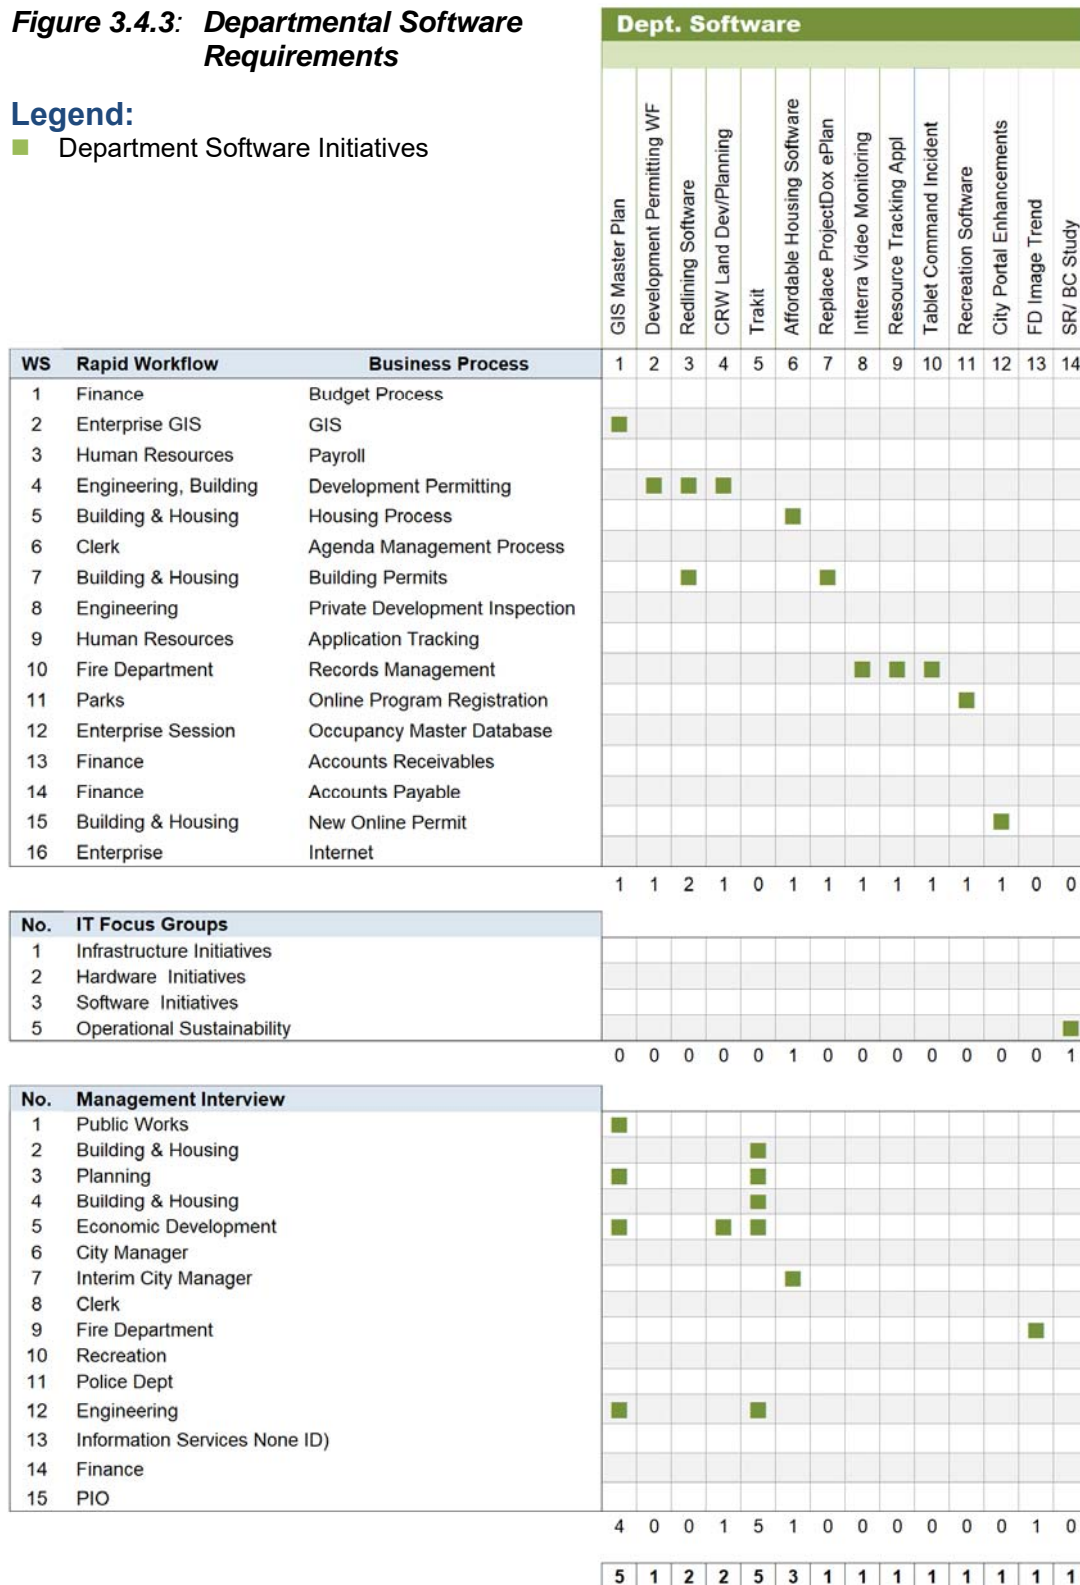 Figure 3.4.3: Departmental Software
Requirements
Dept. Software
Legend:
Department Software Initiatives
GIS Master Plan
Development Permitting WF
Redlining Software
CRW Land Dev/Planning
Trakit
Affordable Housing Software
Replace ProjectDox ePlan
Intterra Video Monitoring
Resource Tracking Appl
Tablet Command Incident
Recreation Software
City Portal Enhancements
FD Image Trend
SR/ BC Study
WS Rapid Workflow Business Process 1 2 3 4 5 6 7 8 9 10 11 12 13 14
1 Finance Budget Process
2 Enterprise GIS GIS
3 Human Resources Payroll
4 Engineering, Building Development Permitting
5 Building & Housing Housing Process
6 Clerk Agenda Management Process
7 Building & Housing Building Permits
8 Engineering Private Development Inspection
9 Human Resources Application Tracking
10 Fire Department Records Management
11 Parks Online Program Registration
12 Enterprise Session Occupancy Master Database
13 Finance Accounts Receivables
14 Finance Accounts Payable
15 Building & Housing New Online Permit
16 Enterprise Internet
1 1 2 1 0 1 1 1 1 1 1 1 0 0
No. IT Focus Groups
1 Infrastructure Initiatives
2 Hardware Initiatives
3 Software Initiatives
5 Operational Sustainability
0 0 0 0 0 1 0 0 0 0 0 0 0 1
No. Management Interview
1 Public Works
2 Building & Housing
3 Planning
4 Building & Housing
5 Economic Development
6 City Manager
7 Interim City Manager
8 Clerk
9 Fire Department
10 Recreation
11 Police Dept
12 Engineering
13 Information Services None ID)
14 Finance
15 PIO
4 0 0 1 5 1 0 0 0 0 0 0 1 0
5 1 2 2 5 3 1 1 1 1 1 1 1 1